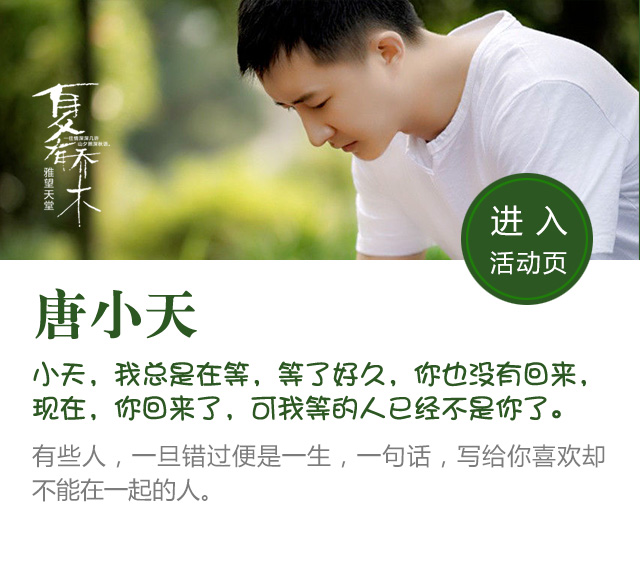 夏有乔木
雅望天堂
进入
活动页
唐小天
小天，我总是在等，等了好久，你也没有回来，
现在，你回来了，可我等的人已经不是你了。
有些人，一旦错过便是一生，一句话，写给你喜欢却
不能在一起的人。